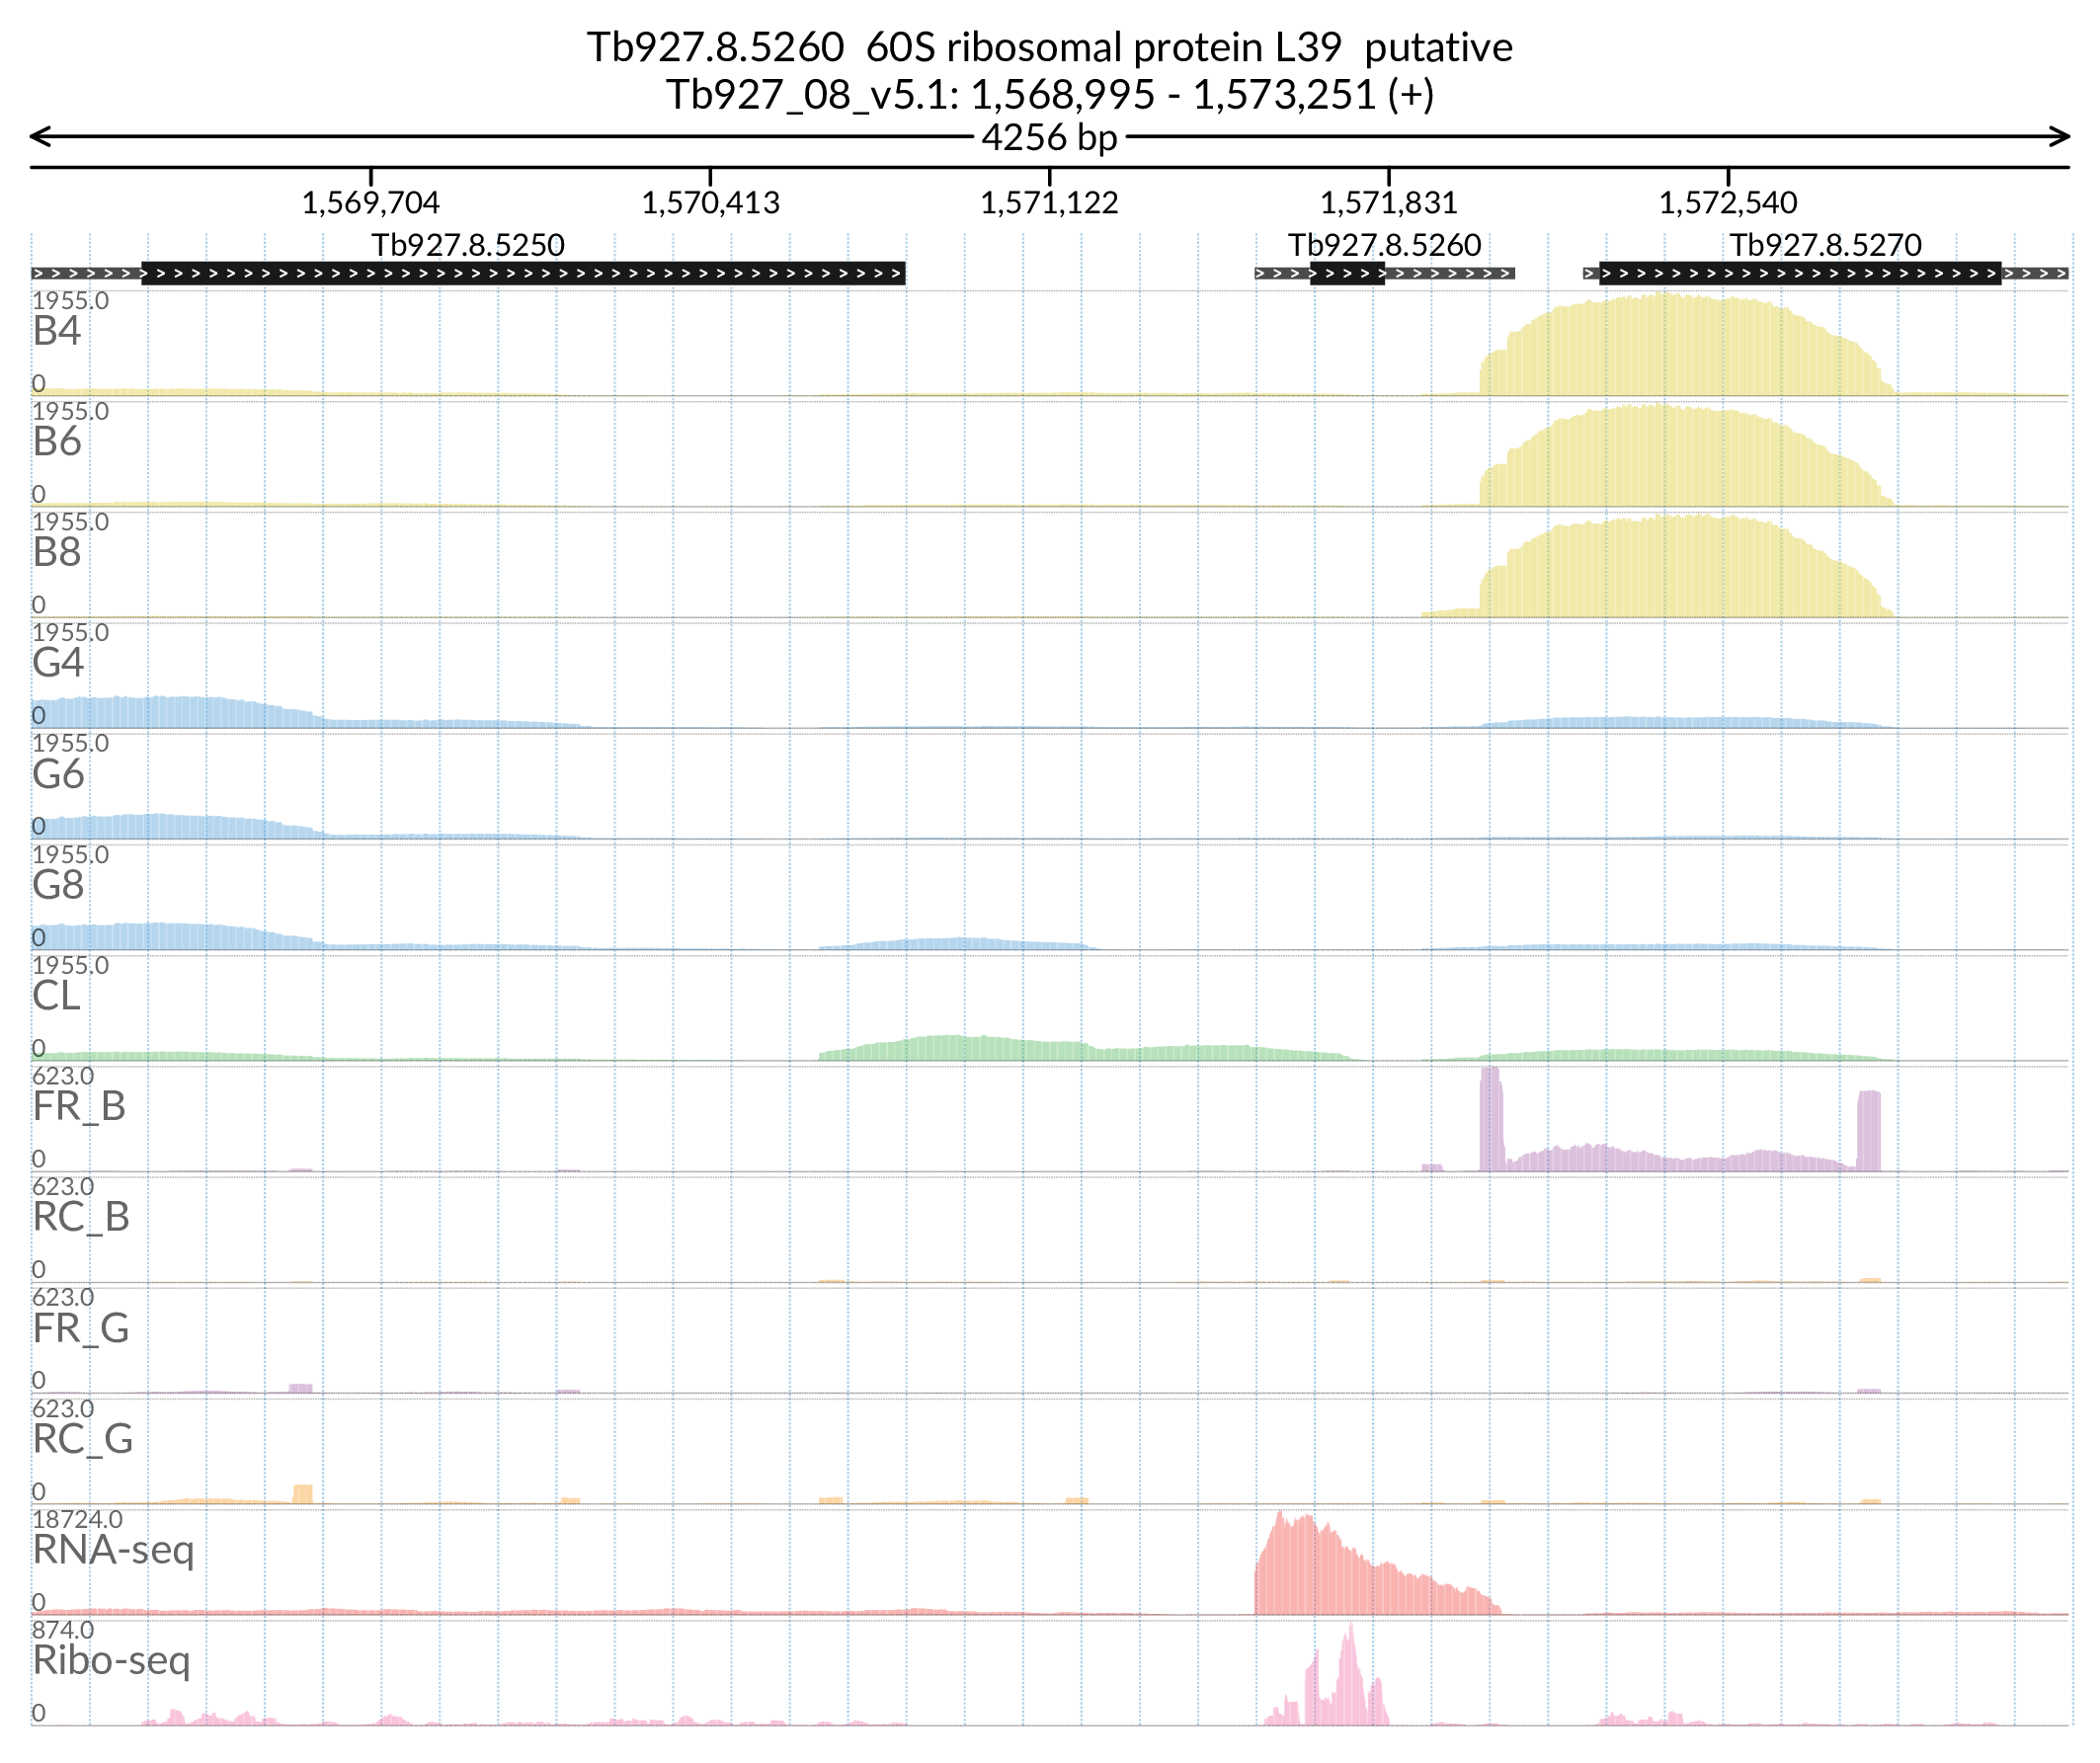 Tb927.8.5260  60S ribosomal protein L39  putative
Tb927_08_v5.1: 1,568,995 - 1,573,251 (+)
4256 bp
1,569,704 1,570,413 1,571,122 1,571,831 1,572,540
Tb927.8.5250 Tb927.8.5260 Tb927.8.5270
1955.0
B4
0
1955.0
B6
0
1955.0
B8
0
1955.0
G4
0
1955.0
G6
0
1955.0
G8
0
1955.0
CL
0
623.0
FR_B
0
623.0
RC_B
0
623.0
FR_G
0
623.0
RC_G
0
18724.0
RNA-seq
0
874.0
Ribo-seq
0